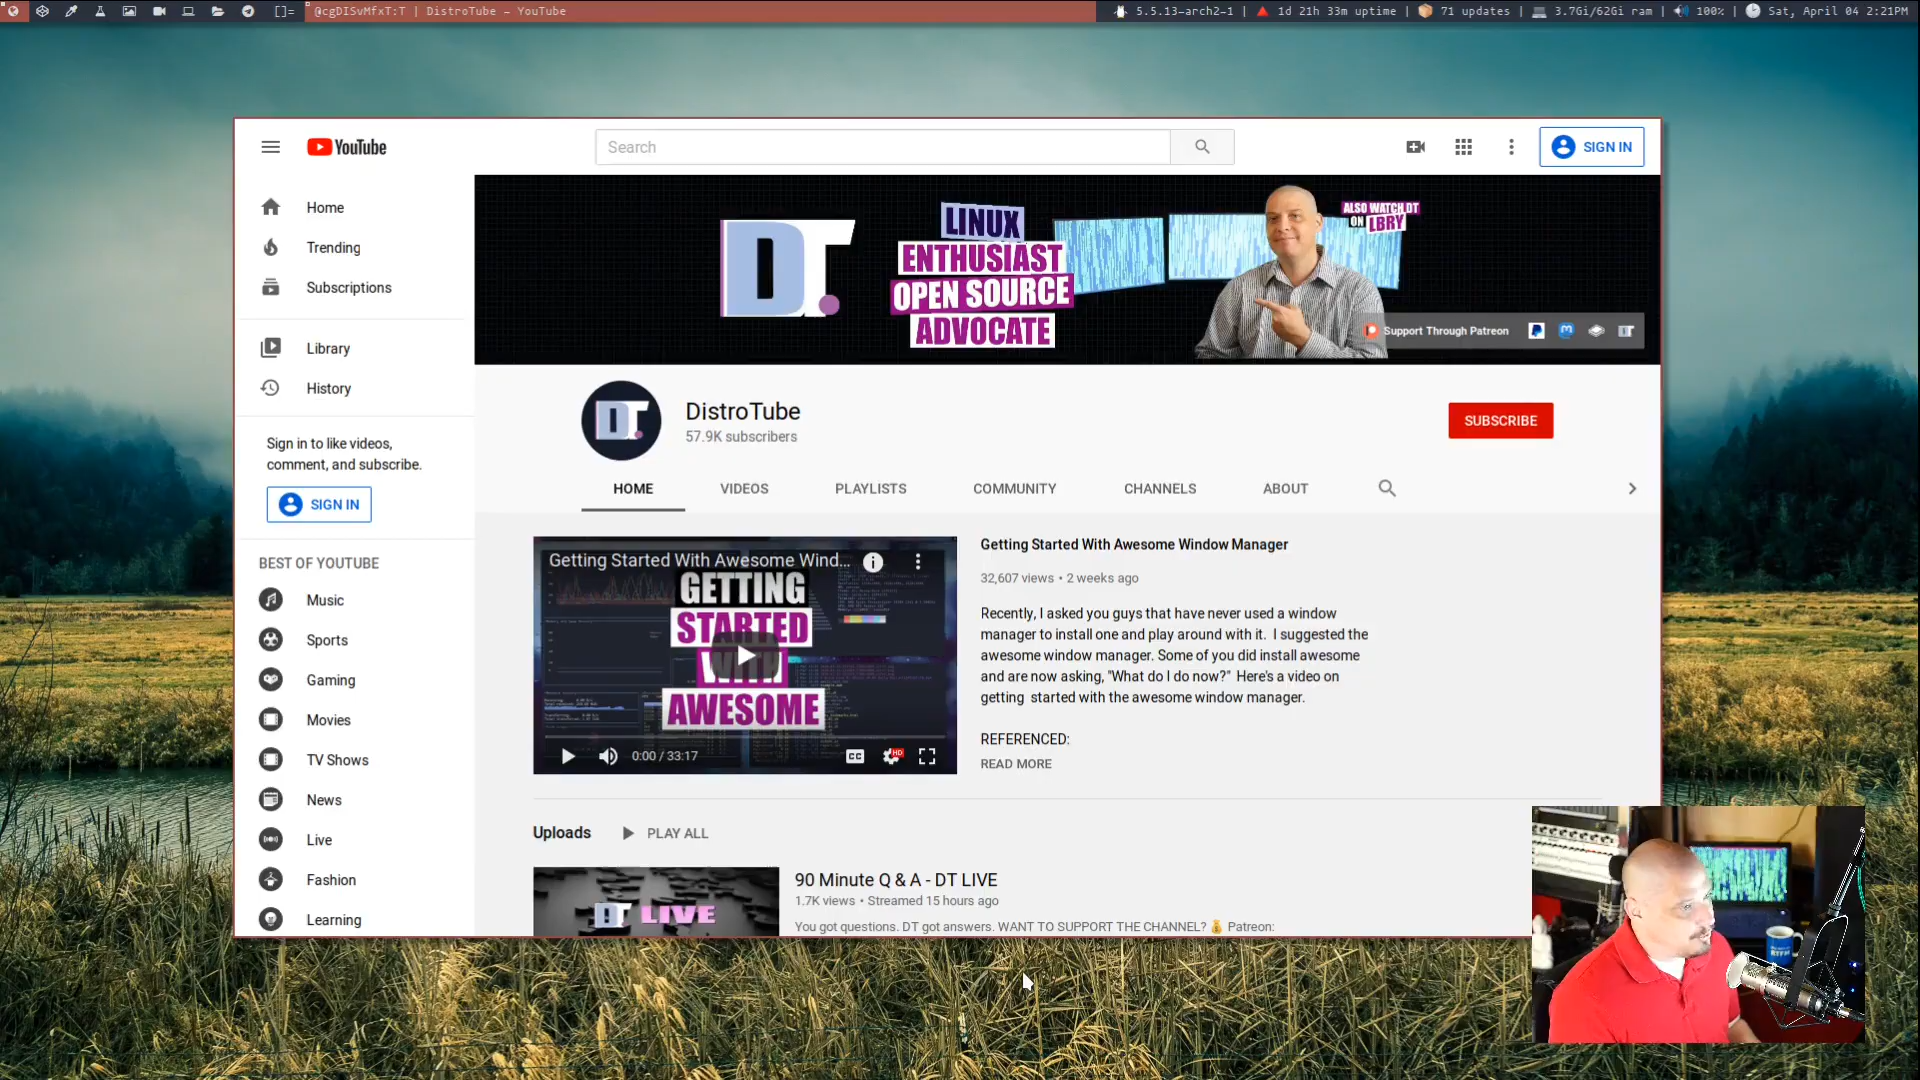 []= @cgDISvMfxT:T | DistroTube - YouTube
5.5.13-arch2-1 | 1d 21h 33m uptime | 71 updates | 3.7Gi/62Gi ram | 100% | Sat, April 04 2:21PM
YouTube
Search
SIGN IN
Home
Trending
Subscriptions
Library
History
Sign in to like videos,
comment, and subscribe.
SIGN IN
BEST OF YOUTUBE
Music
Sports
Gaming
Movies
TV Shows
News
Live
Fashion
Learning
DT.
LINUX
ENTHUSIAST
OPEN SOURCE
ADVOCATE
ALSO WATCH DT
ON LBRY
Support Through Patreon
DT.
DistroTube
57.9K subscribers
SUBSCRIBE
HOME VIDEOS PLAYLISTS COMMUNITY CHANNELS ABOUT
Getting Started With Awesome Wind...
GETTING
STARTED
WITH
AWESOME
0:00 / 33:17
CC
HD
Getting Started With Awesome Window Manager
32,607 views • 2 weeks ago
Recently, I asked you guys that have never used a window
manager to install one and play around with it. I suggested the
awesome window manager. Some of you did install awesome
and are now asking, "What do I do now?" Here's a video on
getting started with the awesome window manager.
REFERENCED:
READ MORE
Uploads PLAY ALL
DT LIVE
90 Minute Q & A - DT LIVE
1.7K views • Streamed 15 hours ago
You got questions. DT got answers. WANT TO SUPPORT THE CHANNEL? 💰 Patreon: